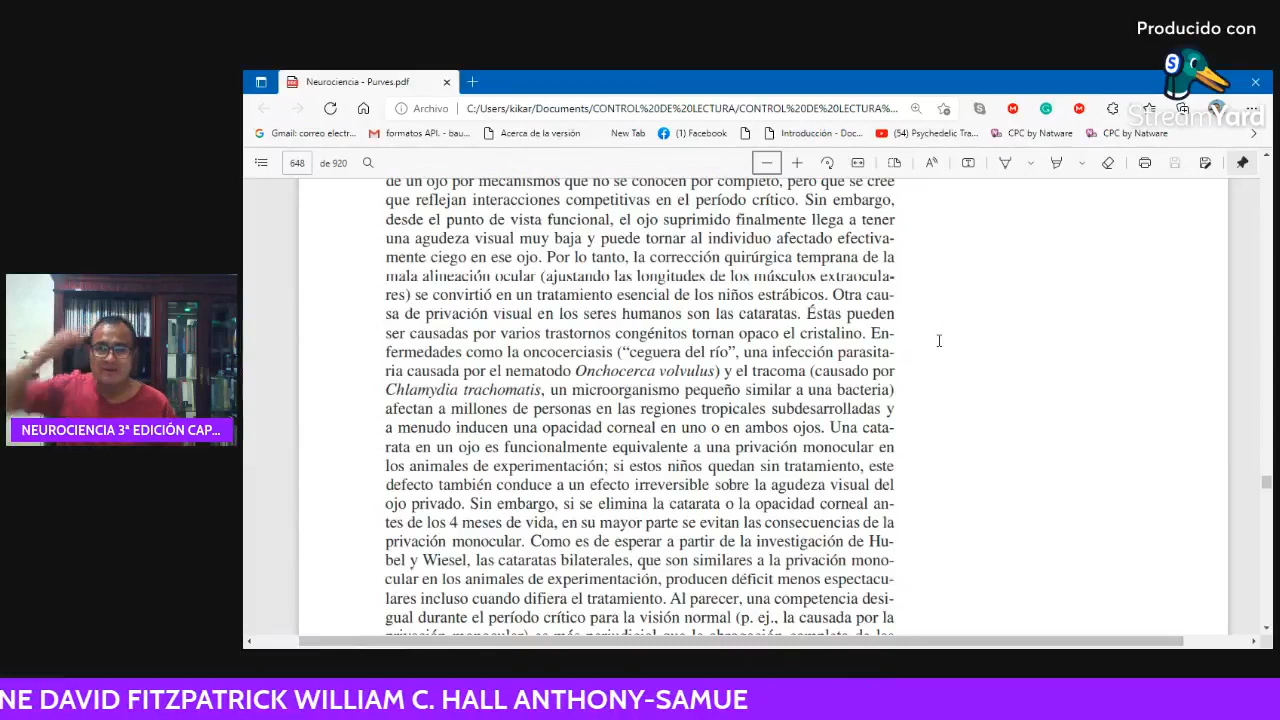 Producido con
StreamYard
Neurociencia - Purves.pdf
Archivo C:/Users/kikar/Documents/CONTROL%20DE%20LECTURA/CONTROL%20DE%20LECTURA%...
Gmail: correo electr... formatos API. - bau... Acerca de la versión New Tab (1) Facebook Introducción - Doc... (54) Psychedelic Tra... CPC by Natware CPC by Natware
648 de 920
de un ojo por mecanismos que no se conocen por completo, pero que se cree
que reflejan interacciones competitivas en el período crítico. Sin embargo,
desde el punto de vista funcional, el ojo suprimido finalmente llega a tener
una agudeza visual muy baja y puede tornar al individuo afectado efectiva-
mente ciego en ese ojo. Por lo tanto, la corrección quirúrgica temprana de la
mala alineación ocular (ajustando las longitudes de los músculos extraocula-
res) se convirtió en un tratamiento esencial de los niños estrábicos. Otra cau-
sa de privación visual en los seres humanos son las cataratas. Éstas pueden
ser causadas por varios trastornos congénitos tornan opaco el cristalino. En-
fermedades como la oncocerciasis (“ceguera del río”, una infección parasita-
ria causada por el nematodo Onchocerca volvulus) y el tracoma (causado por
Chlamydia trachomatis, un microorganismo pequeño similar a una bacteria)
afectan a millones de personas en las regiones tropicales subdesarrolladas y
a menudo inducen una opacidad corneal en uno o en ambos ojos. Una cata-
rata en un ojo es funcionalmente equivalente a una privación monocular en
los animales de experimentación; si estos niños quedan sin tratamiento, este
defecto también conduce a un efecto irreversible sobre la agudeza visual del
ojo privado. Sin embargo, si se elimina la catarata o la opacidad corneal an-
tes de los 4 meses de vida, en su mayor parte se evitan las consecuencias de la
privación monocular. Como es de esperar a partir de la investigación de Hu-
bel y Wiesel, las cataratas bilaterales, que son similares a la privación mono-
cular en los animales de experimentación, producen déficit menos espectacu-
lares incluso cuando difiera el tratamiento. Al parecer, una competencia desi-
gual durante el período crítico para la visión normal (p. ej., la causada por la
privación monocular) es más perjudicial que la abrogación completa de las
NEUROCIENCIA 3ª EDICIÓN CAP...
NE DAVID FITZPATRICK WILLIAM C. HALL ANTHONY-SAMUE